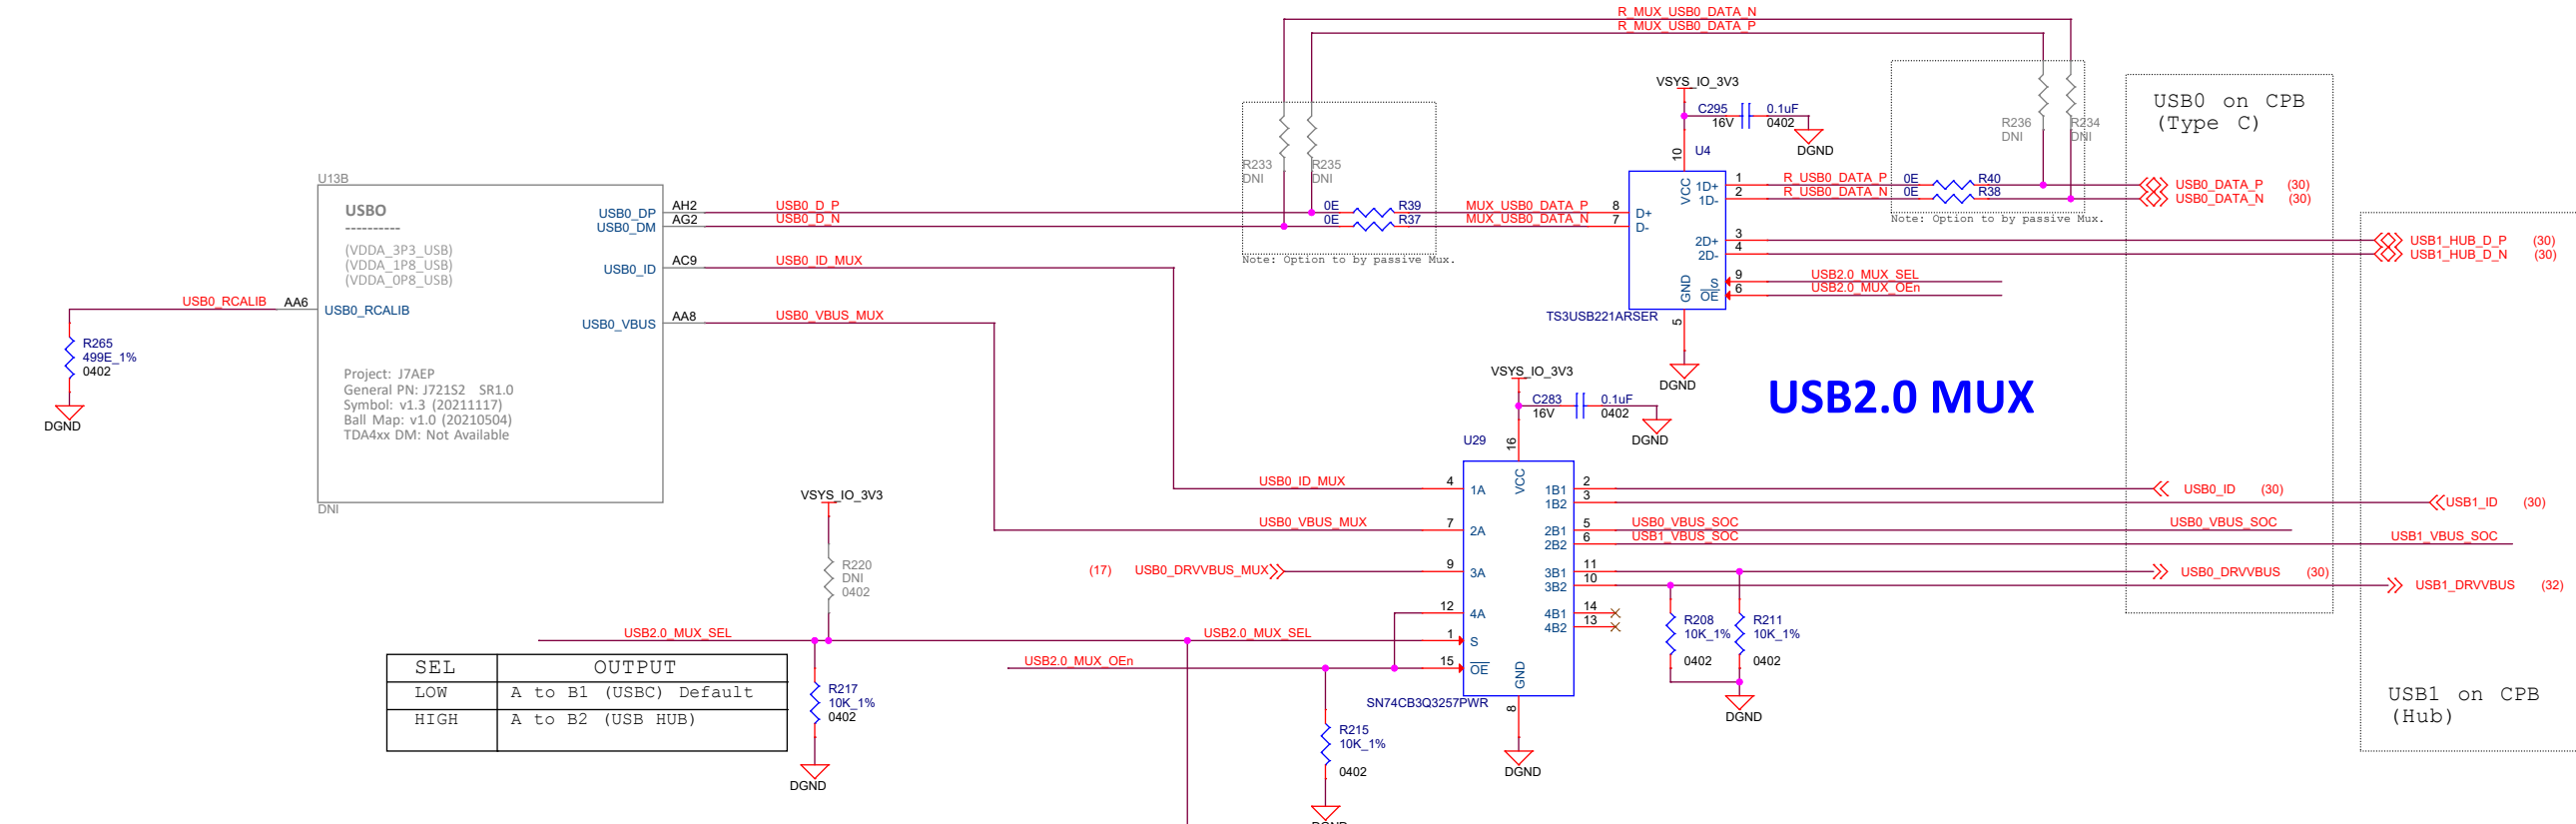 R_MUX_USB0_DATA_N
R_MUX_USB0_DATA_P
VSYS_IO_3V3
C295
0.1uF
16V
0402
DGND
10
U4
R233
DNI
R235
DNI
R236
DNI
R234
DNI
USB0 on CPB
(Type C)
U13B
USBO
----------
(VDDA_3P3_USB)
(VDDA_1P8_USB)
(VDDA_0P8_USB)
USB0_DP
AH2
USB0_D_P
USB0_DM
AG2
USB0_D_N
USB0_ID
AC9
USB0_ID_MUX
USB0_RCALIB
AA6
USB0_RCALIB
USB0_VBUS
AA8
USB0_VBUS_MUX
R265
499E_1%
0402
DGND
Project: J7AEP
General PN: J721S2 SR1.0
Symbol: v1.3 (20211117)
Ball Map: v1.0 (20210504)
TDA4xx DM: Not Available
DNI
0E
R39
0E
R37
Note: Option to by passive Mux.
MUX_USB0_DATA_P
8
MUX_USB0_DATA_N
7
D+
D-
VCC
1D+
1D-
2D+
2D-
GND
S
OE
1
R_USB0_DATA_P
0E
R40
2
R_USB0_DATA_N
0E
R38
Note: Option to by passive Mux.
USB0_DATA_P (30)
USB0_DATA_N (30)
3
4
USB1_HUB_D_P (30)
USB1_HUB_D_N (30)
9
USB2.0_MUX_SEL
6
USB2.0_MUX_OEn
TS3USB221ARSER
5
DGND
USB2.0 MUX
VSYS_IO_3V3
C283
0.1uF
16V
0402
DGND
U29
16
VCC
USB0_ID_MUX
4
1A
1B1
2
USB0_ID (30)
1B2
3
USB1_ID (30)
USB0_VBUS_MUX
7
2A
2B1
5
USB0_VBUS_SOC
USB0_VBUS_SOC
2B2
6
USB1_VBUS_SOC
USB1_VBUS_SOC
(17) USB0_DRVVBUS_MUX
9
3A
3B1
11
USB0_DRVVBUS (30)
3B2
10
USB1_DRVVBUS (32)
12
4A
4B1
14
4B2
13
VSYS_IO_3V3
R220
DNI
0402
USB2.0_MUX_SEL
USB2.0_MUX_SEL
1
S
USB2.0_MUX_OEn
15
OE
GND
SN74CB3Q3257PWR
8
DGND
R208
10K_1%
0402
R211
10K_1%
0402
DGND
SEL OUTPUT
LOW A to B1 (USBC) Default
HIGH A to B2 (USB HUB)
R217
10K_1%
0402
DGND
R215
10K_1%
0402
DGND
USB1 on CPB
(Hub)